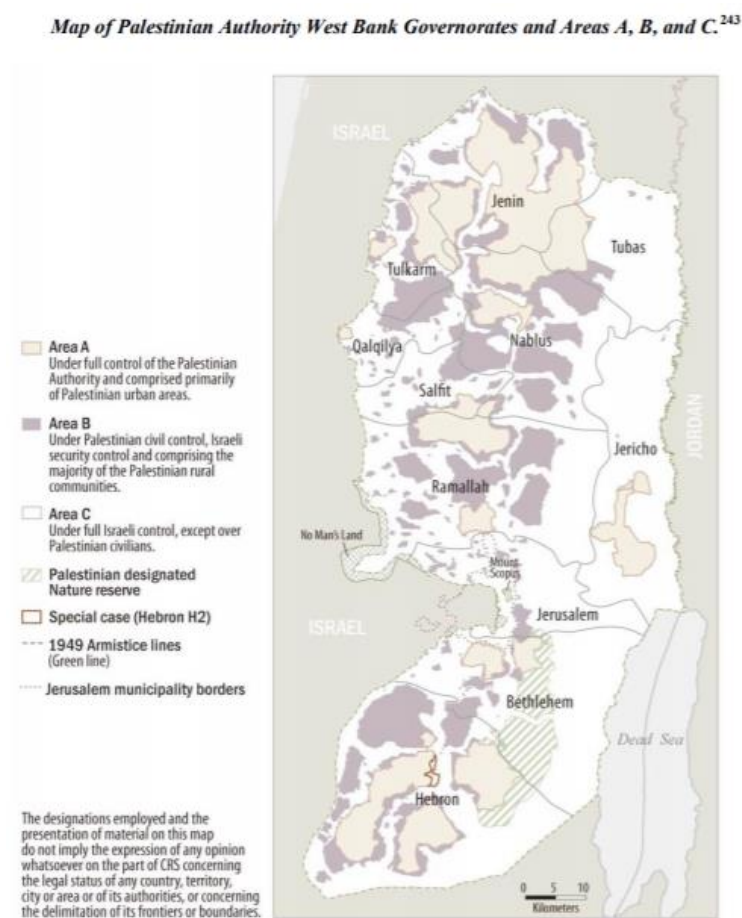 Map of Palestinian Authority West Bank Governorates and Areas A, B, and C.243
ISRAEL
Jenin
Tubas
Tulkarm
Nablus
Qalqilya
Salfit
Jericho
JORDAN
Ramallah
No Man's Land
Mount
Scopus
Jerusalem
ISRAEL
Bethlehem
Dead Sea
Hebron
0 5 10
Kilometers
Area A
Under full control of the Palestinian
Authority and comprised primarily
of Palestinian urban areas.
Area B
Under Palestinian civil control, Israeli
security control and comprising the
majority of the Palestinian rural
communities.
Area C
Under full Israeli control, except over
Palestinian civilians.
Palestinian designated
Nature reserve
Special case (Hebron H2)
1949 Armistice lines
(Green line)
Jerusalem municipality borders
The designations employed and the
presentation of material on this map
do not imply the expression of any opinion
whatsoever on the part of CRS concerning
the legal status of any country, territory,
city or area or of its authorities, or concerning
the delimitation of its frontiers or boundaries.